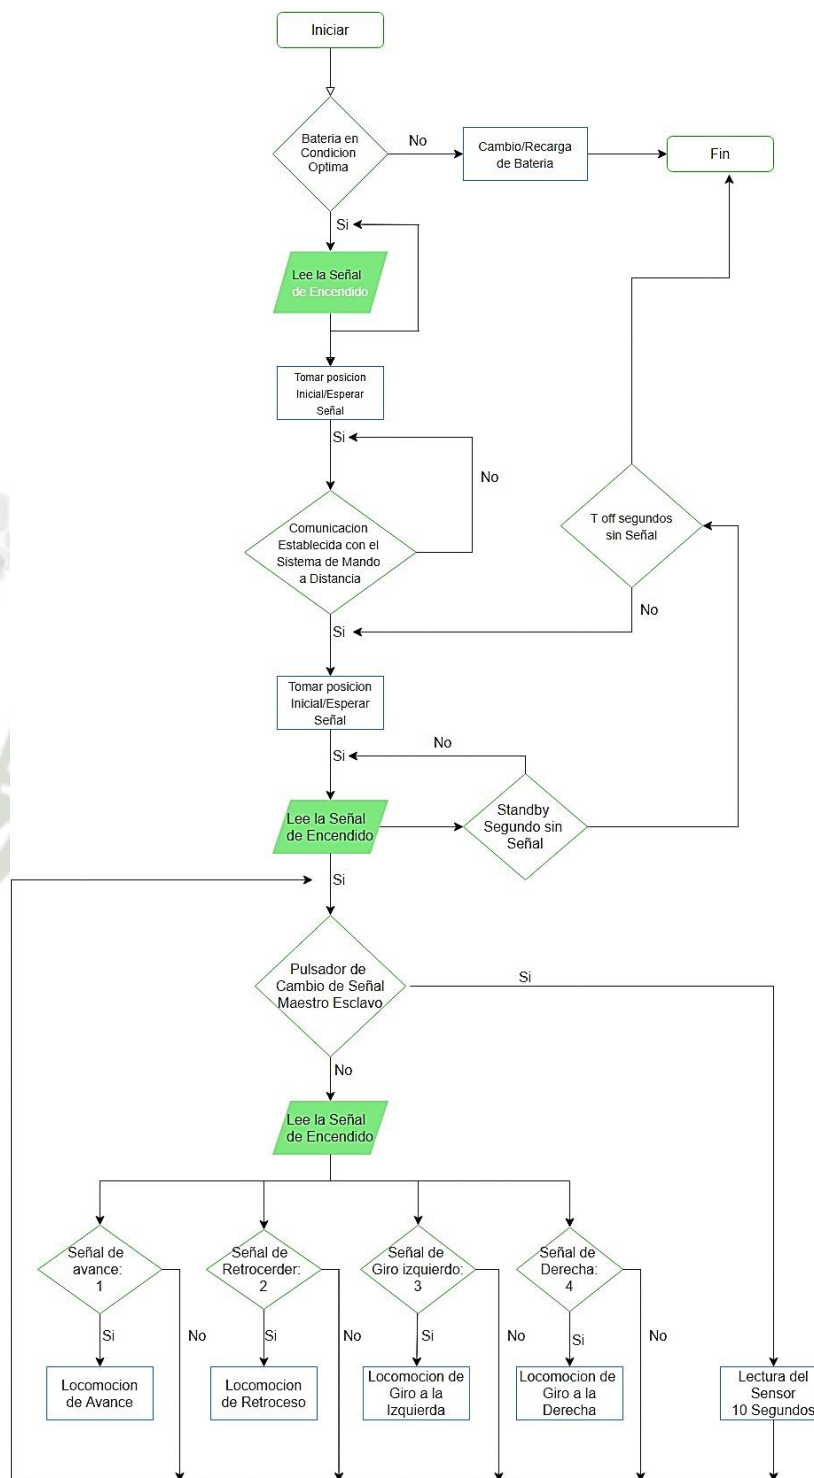 Iniciar
Bateria en
Condicion
Optima
No
Cambio/Recarga
de Bateria
Fin
Si
Lee la Señal
de Encendido
Tomar posicion
Inicial/Esperar
Señal
Si
No
Comunicacion
Establecida con el
Sistema de Mando
a Distancia
T off segundos
sin Señal
No
Si
Tomar posicion
Inicial/Esperar
Señal
No
Si
Lee la Señal
de Encendido
Standby
Segundo sin
Señal
Si
Pulsador de
Cambio de Señal
Maestro Esclavo
Si
No
Lee la Señal
de Encendido
Señal de
avance:
1
Señal de
Retrocerder:
2
Señal de
Giro izquierdo:
3
Señal de
Derecha:
4
Si
No
Si
No
Si
No
Si
No
Locomocion
de Avance
Locomocion
de Retroceso
Locomocion de
Giro a la
Izquierda
Locomocion de
Giro a la
Derecha
Lectura del
Sensor
10 Segundos